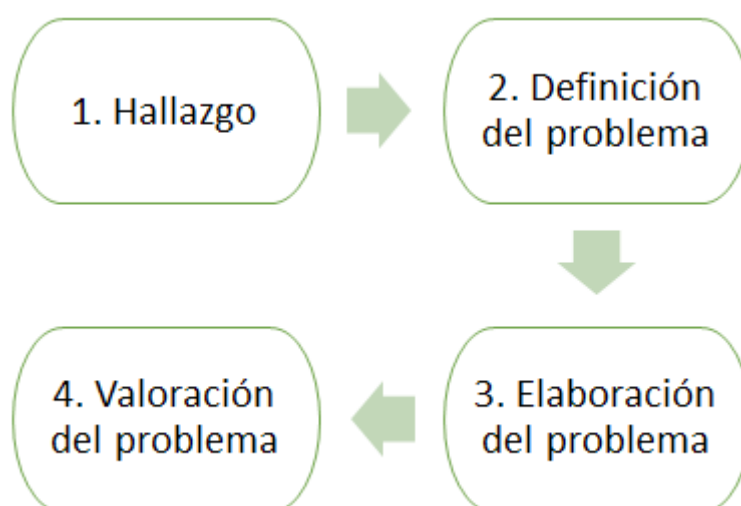 1. Hallazgo
2. Definición
del problema
3. Elaboración
del problema
4. Valoración
del problema